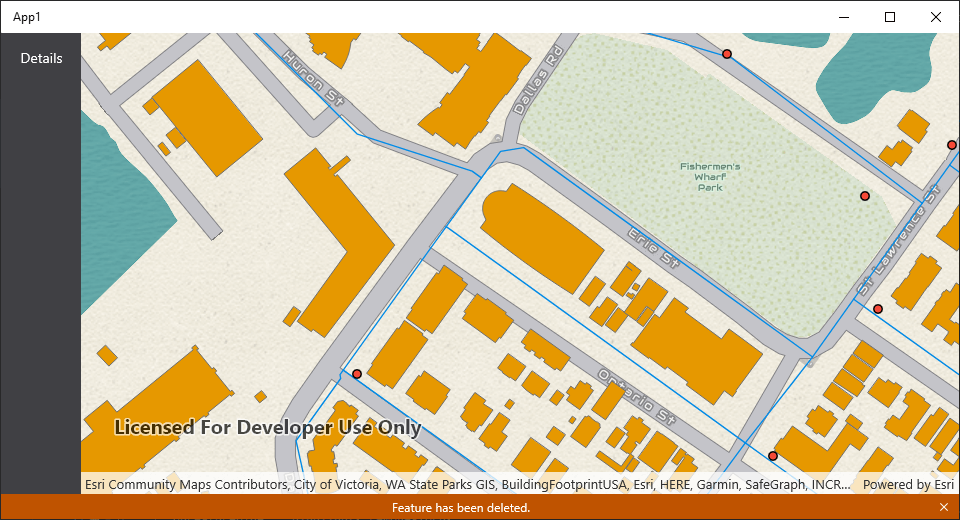 App1
Details
Huron St
Dallas Rd
Fishermen's
Wharf
Park
Erie St
St Lawrence St
Ontario St
Licensed For Developer Use Only
Esri Community Maps Contributors, City of Victoria, WA State Parks GIS, BuildingFootprintUSA, Esri, HERE, Garmin, SafeGraph, INCR... Powered by Esri
Feature has been deleted.